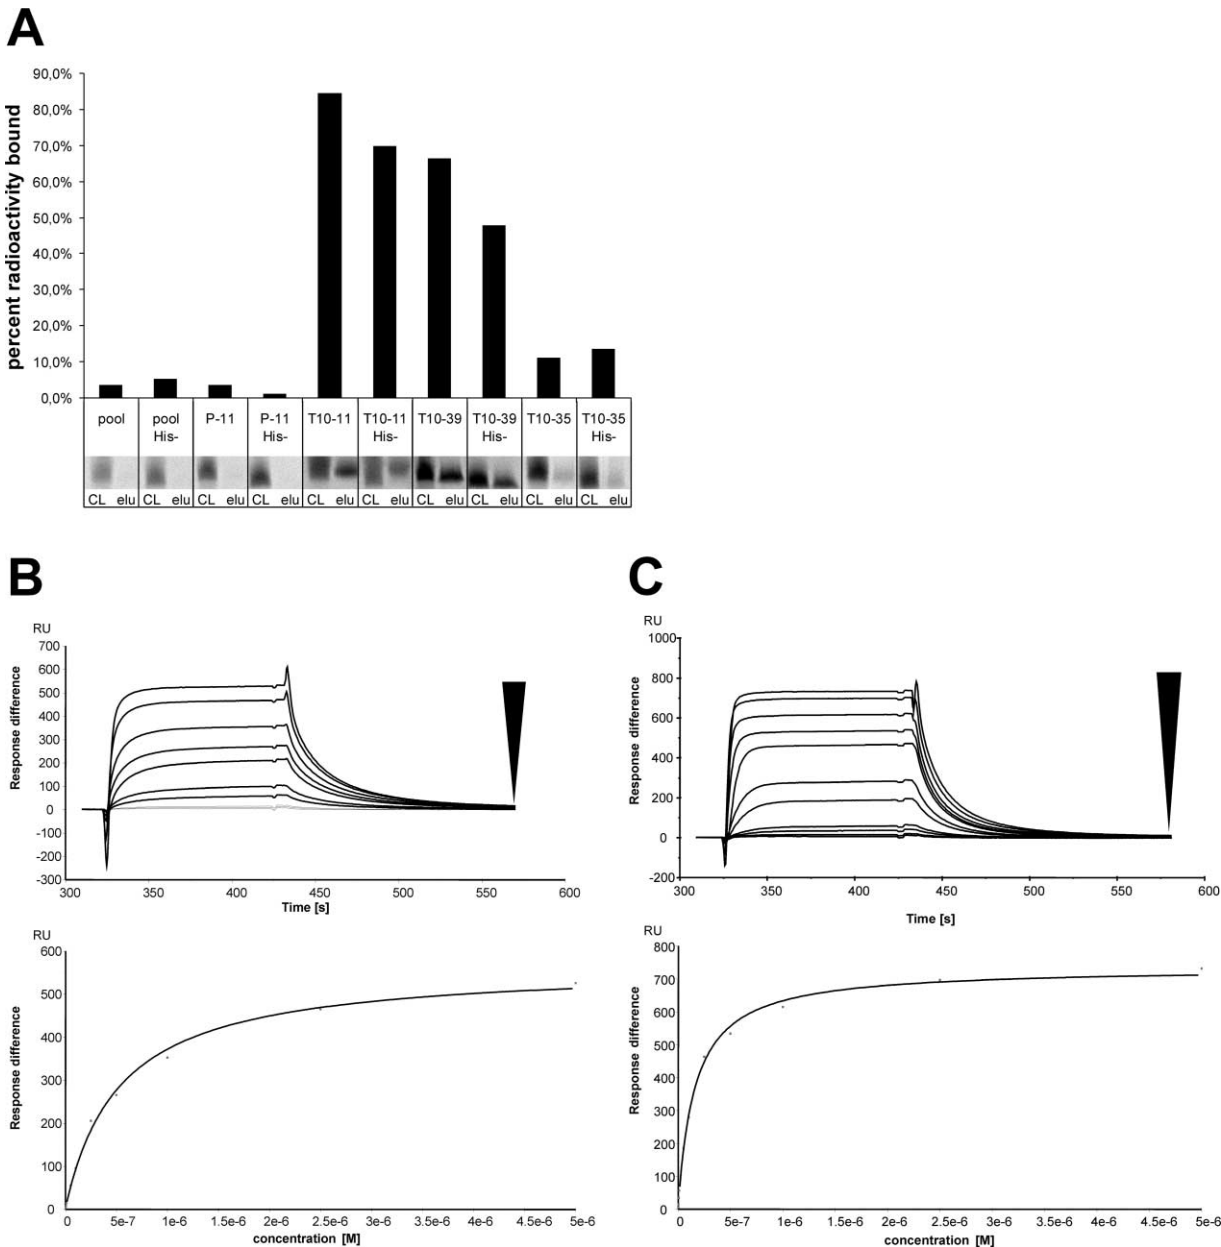 A
percent radioactivity bound
90,0%
80,0%
70,0%
60,0%
50,0%
40,0%
30,0%
20,0%
10,0%
0,0%
pool
pool His-
P-11
P-11 His-
T10-11
T10-11 His-
T10-39
T10-39 His-
T10-35
T10-35 His-
CL elu CL elu CL elu CL elu CL elu CL elu CL elu CL elu CL elu CL elu
B
RU
Response difference
700
600
500
400
300
200
100
0
-100
-200
-300
300 350 400 450 500 550 600
Time [s]
RU
Response difference
600
500
400
300
200
100
0
0 5e-7 1e-6 1.5e-6 2e-6 2.5e-6 3e-6 3.5e-6 4e-6 4.5e-6 5e-6
concentration [M]
C
RU
Response difference
1000
800
600
400
200
0
-200
300 350 400 450 500 550 600
Time [s]
RU
Response difference
800
700
600
500
400
300
200
100
0
0 5e-7 1e-6 1.5e-6 2e-6 2.5e-6 3e-6 3.5e-6 4e-6 4.5e-6 5e-6
concentration [M]